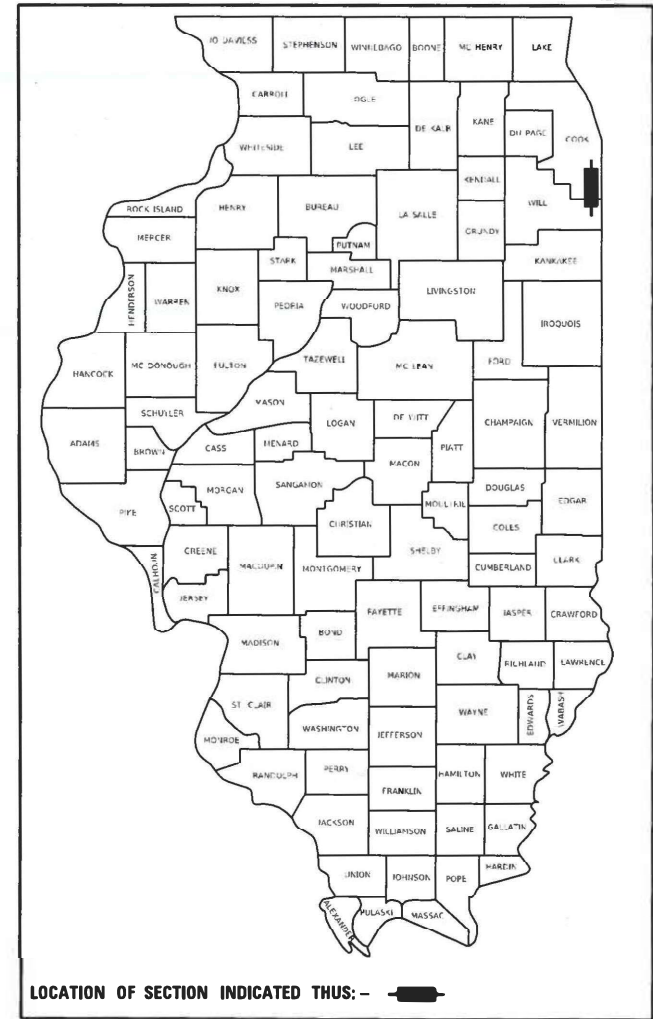 JO DAVIESS STEPHENSON WINNEBAGO BOONE MC HENRY LAKE
CARROLL OGLE DE KALB KANE DU PAGE COOK
WHITESIDE LEE KENDALL WILL
ROCK ISLAND HENRY BUREAU LA SALLE GRUNDY
MERCER STARK PUTNAM MARSHALL KANKAKEE
HENDERSON WARREN KNOX PEORIA WOODFORD LIVINGSTON IROQUOIS
HANCOCK MC DONOUGH FULTON TAZEWELL MC LEAN FORD
SCHUYLER MASON LOGAN DE WITT CHAMPAIGN VERMILION
ADAMS BROWN CASS MENARD MACON PIATT
PIKE SCOTT MORGAN SANGAMON CHRISTIAN MOULTRIE DOUGLAS EDGAR
COLES
CALHOUN GREENE MACOUPIN MONTGOMERY SHELBY CUMBERLAND CLARK
JERSEY FAYETTE EFFINGHAM JASPER CRAWFORD
MADISON BOND CLAY RICHLAND LAWRENCE
CLINTON MARION
ST. CLAIR WASHINGTON JEFFERSON WAYNE EDWARDS WABASH
MONROE
RANDOLPH PERRY FRANKLIN HAMILTON WHITE
JACKSON WILLIAMSON SALINE GALLATIN
UNION JOHNSON POPE HARDIN
ALEXANDER PULASKI MASSAC
LOCATION OF SECTION INDICATED THUS: -